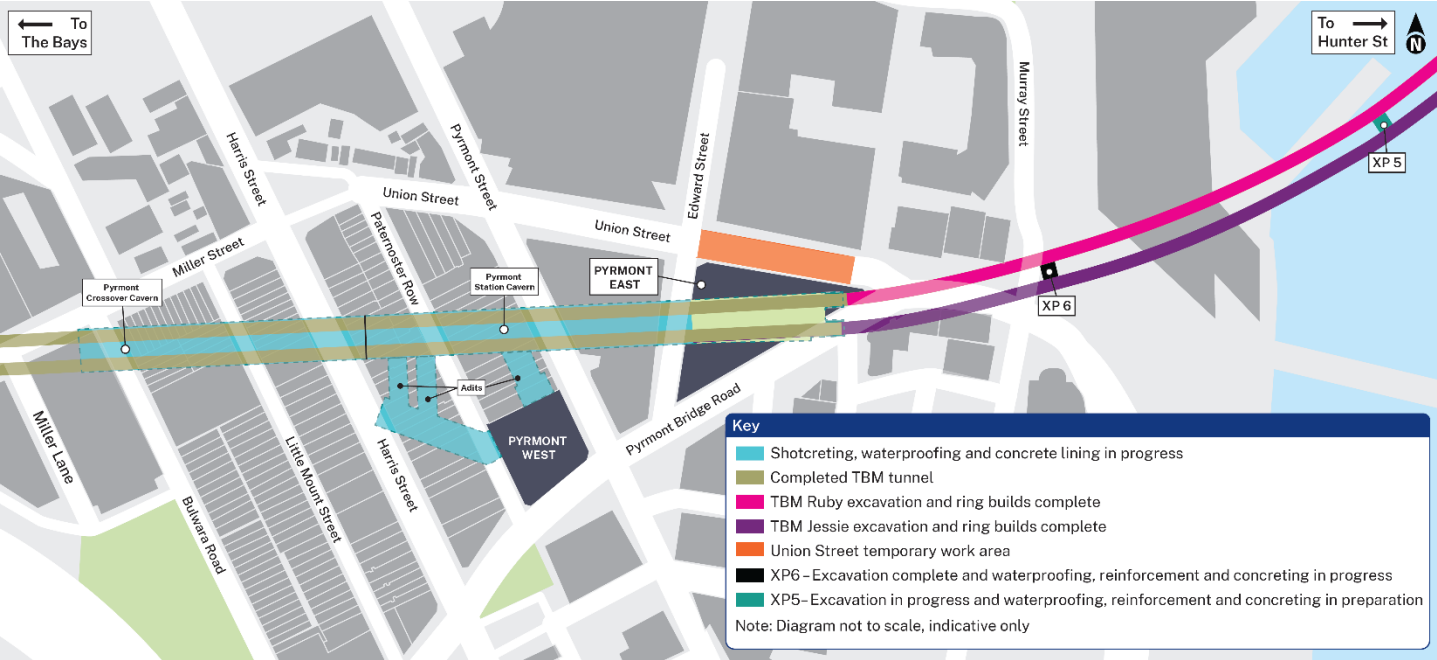 To
The Bays
To
Hunter St
N
Murray Street
Harris Street
Pyrmont Street
Edward Street
XP 5
Union Street
Paternoster Row
Union Street
Miller Street
Pyrmont
Crossover Cavern
Pyrmont
Station Cavern
PYRMONT
EAST
XP 6
Adits
Miller Lane
Little Mount Street
Harris Street
PYRMONT
WEST
Pyrmont Bridge Road
Bulwara Road
Key
Shotcreting, waterproofing and concrete lining in progress
Completed TBM tunnel
TBM Ruby excavation and ring builds complete
TBM Jessie excavation and ring builds complete
Union Street temporary work area
XP6–Excavation complete and waterproofing, reinforcement and concreting in progress
XP5–Excavation in progress and waterproofing, reinforcement and concreting in preparation
Note: Diagram not to scale, indicative only